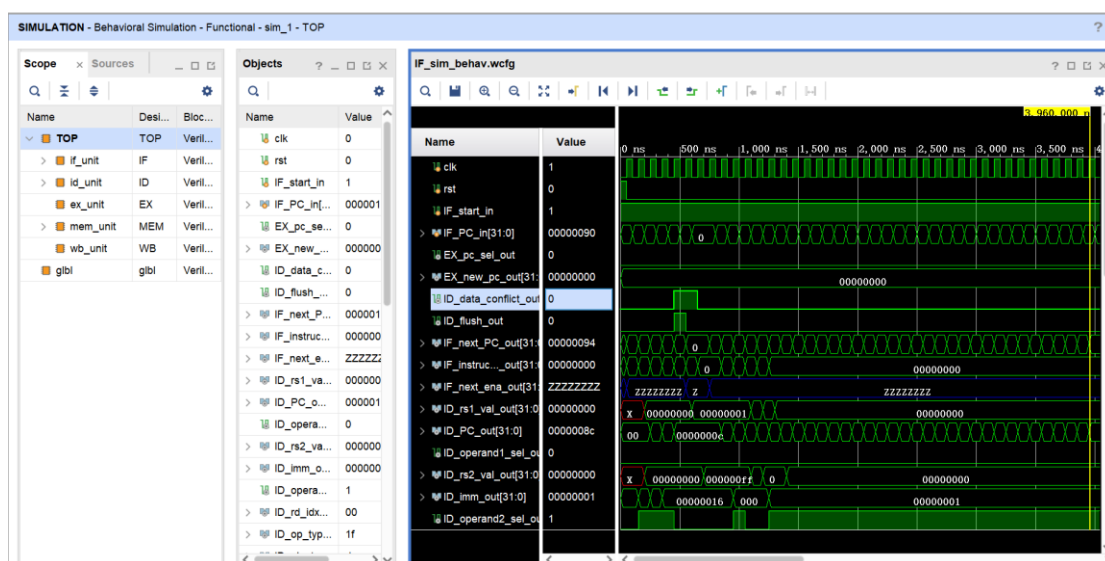 SIMULATION - Behavioral Simulation - Functional - sim_1 - TOP ?
Scope × Sources
Name Desi... Bloc...
TOP TOP Veril...
if_unit IF Veril...
id_unit ID Veril...
ex_unit EX Veril...
mem_unit MEM Veril...
wb_unit WB Veril...
glbl glbl Veril...
Objects ?
Name Value
clk 0
rst 0
IF_start_in 1
IF_PC_in[... 000001
EX_pc_se... 0
EX_new_... 000000
ID_data_c... 0
ID_flush_... 0
IF_next_P... 000001
IF_instruc... 000000
IF_next_e... ZZZZZZ
ID_rs1_va... 000000
ID_PC_o... 000001
ID_opera... 0
ID_rs2_va... 000000
ID_imm_o... 000000
ID_opera... 1
ID_rd_idx... 00
ID_op_typ... 1f
IF_sim_behav.wcfg ?
3,960,000 n
Name Value
0 ns 500 ns 1,000 ns 1,500 ns 2,000 ns 2,500 ns 3,000 ns 3,500 ns 4
clk 1
rst 0
IF_start_in 1
IF_PC_in[31:0] 00000090 0
EX_pc_sel_out 0
EX_new_pc_out[31: 00000000 00000000
ID_data_conflict_out 0
ID_flush_out 0
IF_next_PC_out[31:( 00000094 0
IF_instruc..._out[31:( 00000000 0 00000000
IF_next_ena_out[31: ZZZZZZZZ ZZZZZZZZ Z ZZZZZZZZ
ID_rs1_val_out[31:0 00000000 X 00000000 00000001 00000000
ID_PC_out[31:0] 0000008c 00 0000000c
ID_operand1_sel_ou 0
ID_rs2_val_out[31:0 00000000 X 00000000 000000ff 0 00000000
ID_imm_out[31:0] 00000001 00000016 000 00000001
ID_operand2_sel_ou 1